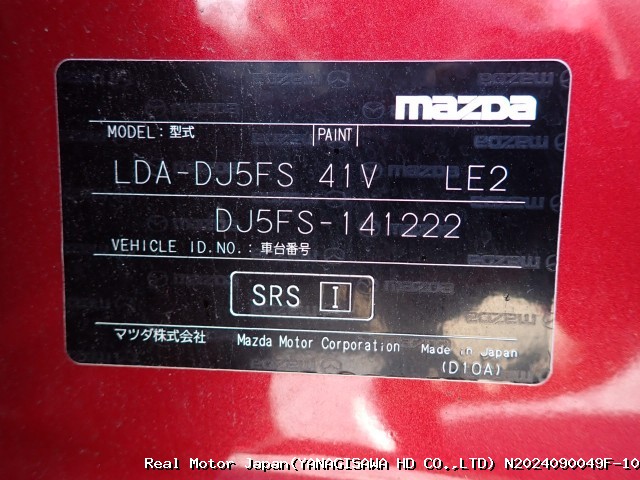 mazda
MODEL: 型式 PAINT
LDA-DJ5FS 41V LE2
DJ5FS-141222
VEHICLE ID.NO.: 車台番号
SRS I
マツダ株式会社 Mazda Motor Corporation Made in Japan
(D10A)
Real Motor Japan(YANAGISAWA HD CO.,LTD) N2024090049F-10